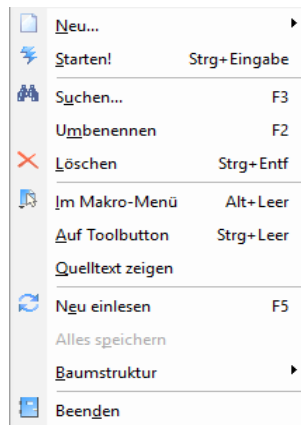 Neu...
Starten! Strg+Eingabe
Suchen... F3
Umbenennen F2
Löschen Strg+Entf
Im Makro-Menü Alt+Leer
Auf Toolbutton Strg+Leer
Quelltext zeigen
Neu einlesen F5
Alles speichern
Baumstruktur
Beenden